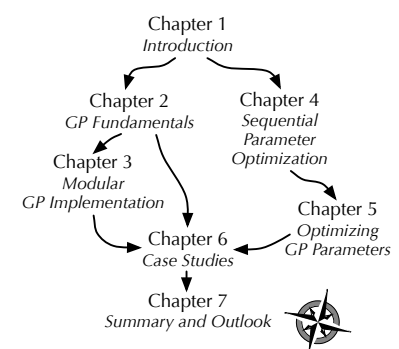 Chapter 1
Introduction
Chapter 2
GP Fundamentals
Chapter 4
Sequential
Parameter
Optimization
Chapter 3
Modular
GP Implementation
Chapter 5
Optimizing
GP Parameters
Chapter 6
Case Studies
Chapter 7
Summary and Outlook